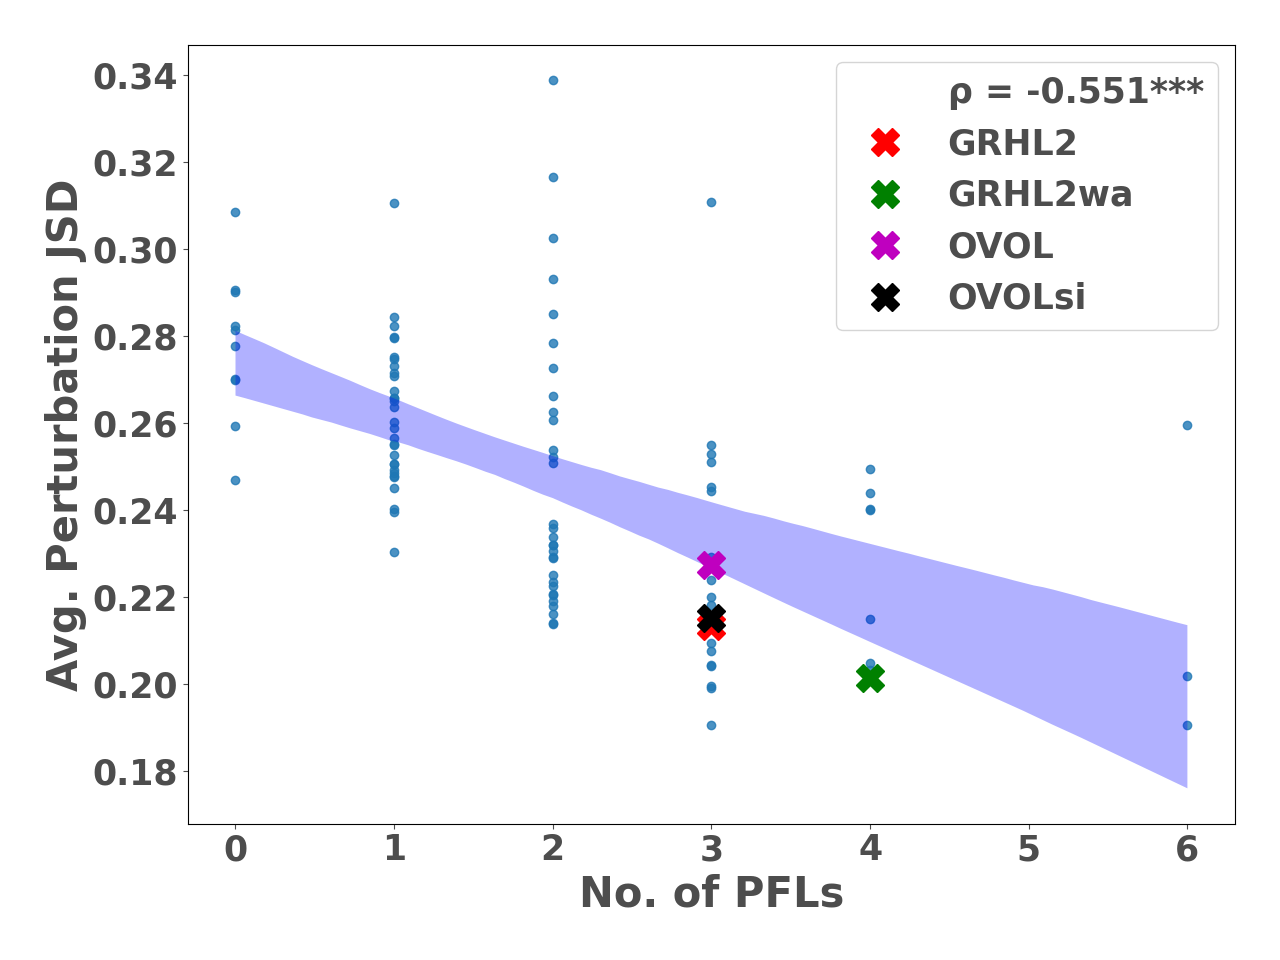 ρ = -0.551***
GRHL2
GRHL2wa
OVOL
OVOLsi
Avg. Perturbation JSD
0.34
0.32
0.30
0.28
0.26
0.24
0.22
0.20
0.18
0 1 2 3 4 5 6
No. of PFLs